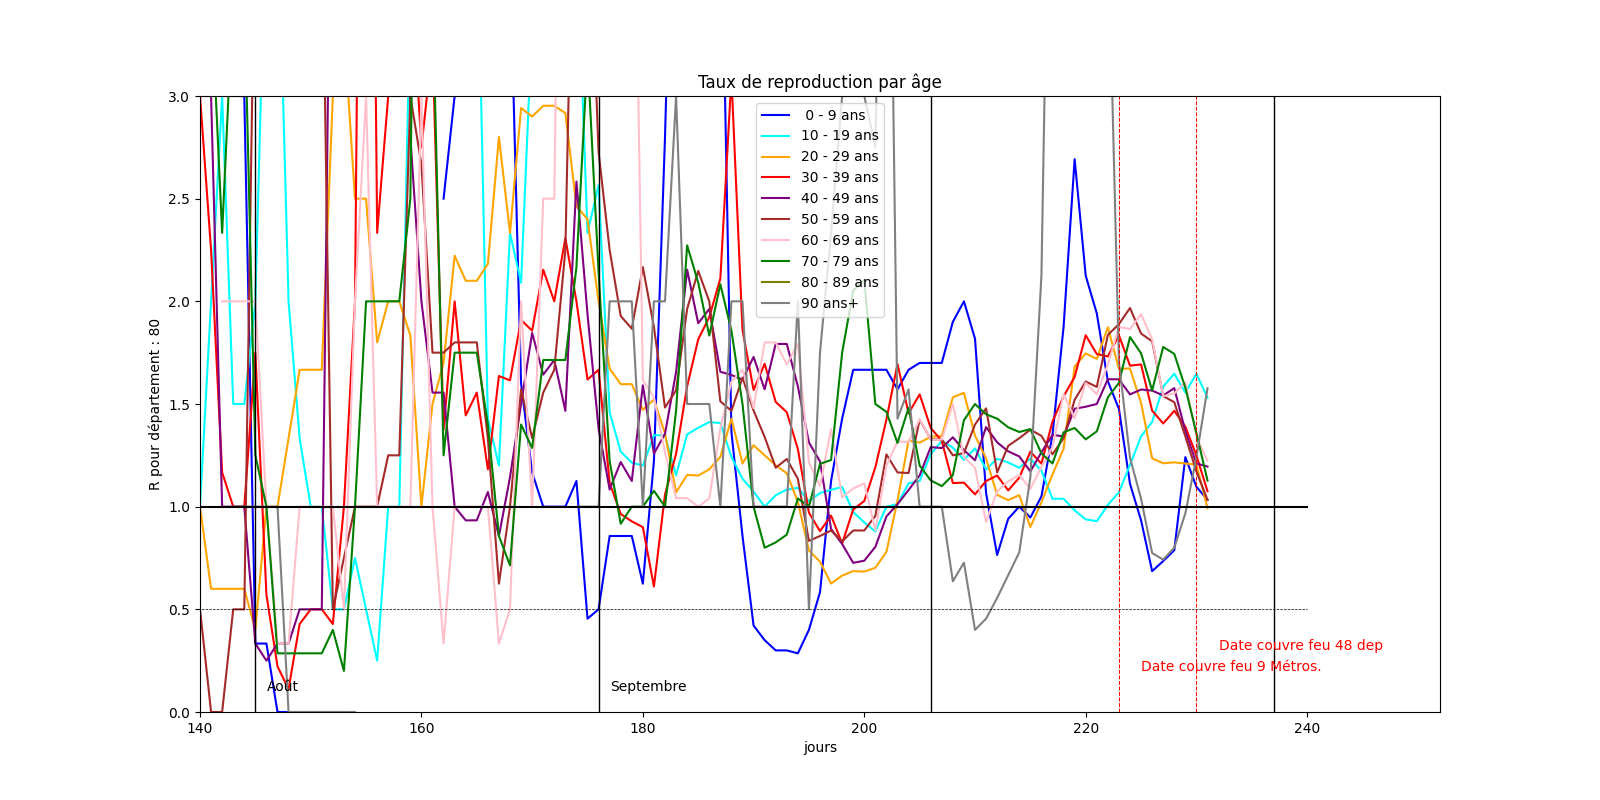 Taux de reproduction par âge
3.0
2.5
2.0
1.5
1.0
0.5
0.0
R pour département : 80
0 - 9 ans
10 - 19 ans
20 - 29 ans
30 - 39 ans
40 - 49 ans
50 - 59 ans
60 - 69 ans
70 - 79 ans
80 - 89 ans
90 ans+
Date couvre feu 48 dep
Date couvre feu 9 Métros.
Août
Septembre
140
160
180
200
220
240
jours